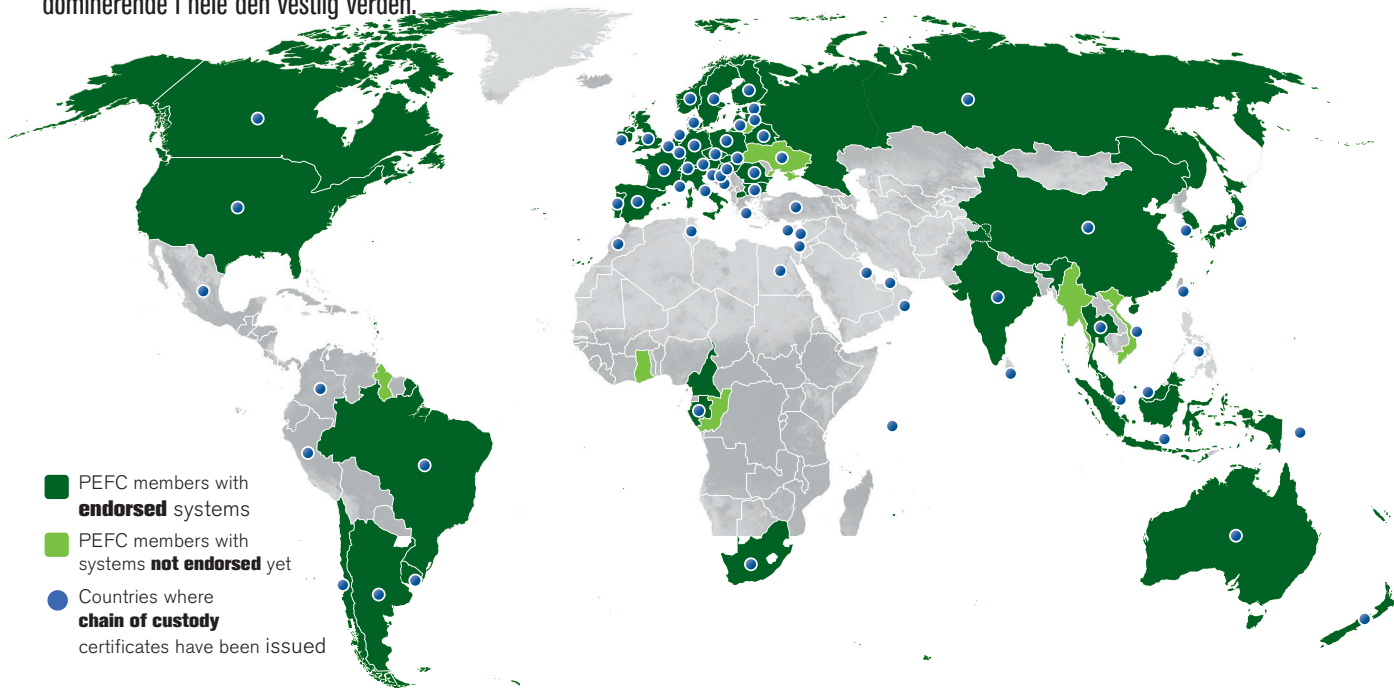 dominerende i hele den vestlig verden.
PEFC members with
endorsed systems
PEFC members with
systems not endorsed yet
Countries where
chain of custody
certificates have been issued